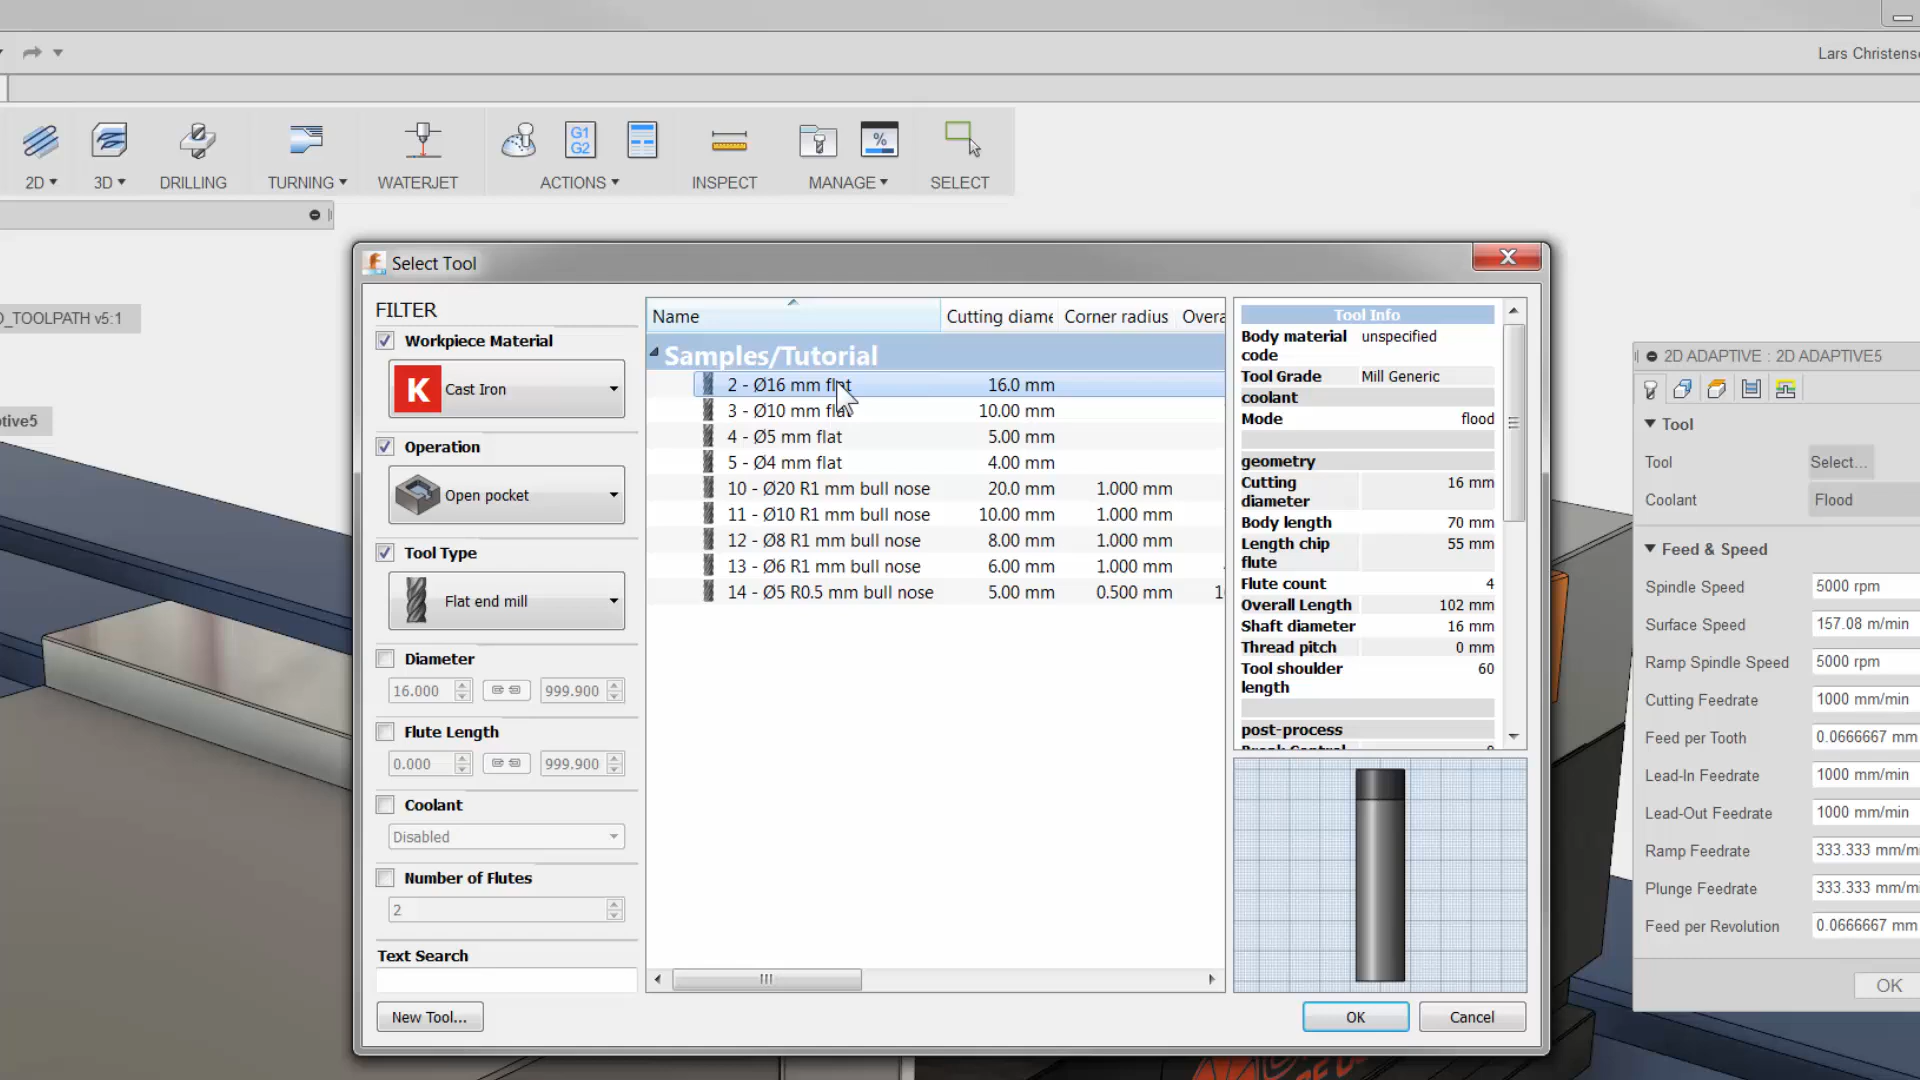 Lars Christens
2D
3D
DRILLING
TURNING
WATERJET
G1
G2
ACTIONS
INSPECT
%
MANAGE
SELECT
D_TOOLPATH v5:1
ptive5
Select Tool
FILTER
Workpiece Material
K
Cast Iron
Operation
Open pocket
Tool Type
Flat end mill
Diameter
16.000
999.900
Flute Length
0.000
999.900
Coolant
Disabled
Number of Flutes
2
Text Search
New Tool...
Name Cutting diame Corner radius Overa
Samples/Tutorial
2 - Ø16 mm flat 16.0 mm
3 - Ø10 mm flat 10.00 mm
4 - Ø5 mm flat 5.00 mm
5 - Ø4 mm flat 4.00 mm
10 - Ø20 R1 mm bull nose 20.0 mm 1.000 mm
11 - Ø10 R1 mm bull nose 10.00 mm 1.000 mm
12 - Ø8 R1 mm bull nose 8.00 mm 1.000 mm
13 - Ø6 R1 mm bull nose 6.00 mm 1.000 mm
14 - Ø5 R0.5 mm bull nose 5.00 mm 0.500 mm 1
Tool Info
Body material unspecified
code
Tool Grade Mill Generic
coolant
Mode flood
geometry
Cutting 16 mm
diameter
Body length 70 mm
Length chip 55 mm
flute
Flute count 4
Overall Length 102 mm
Shaft diameter 16 mm
Thread pitch 0 mm
Tool shoulder 60
length
post-process
OK
Cancel
2D ADAPTIVE : 2D ADAPTIVE5
Tool
Tool Select...
Coolant Flood
Feed & Speed
Spindle Speed 5000 rpm
Surface Speed 157.08 m/min
Ramp Spindle Speed 5000 rpm
Cutting Feedrate 1000 mm/min
Feed per Tooth 0.0666667 mm
Lead-In Feedrate 1000 mm/min
Lead-Out Feedrate 1000 mm/min
Ramp Feedrate 333.333 mm/m
Plunge Feedrate 333.333 mm/m
Feed per Revolution 0.0666667 mm
OK